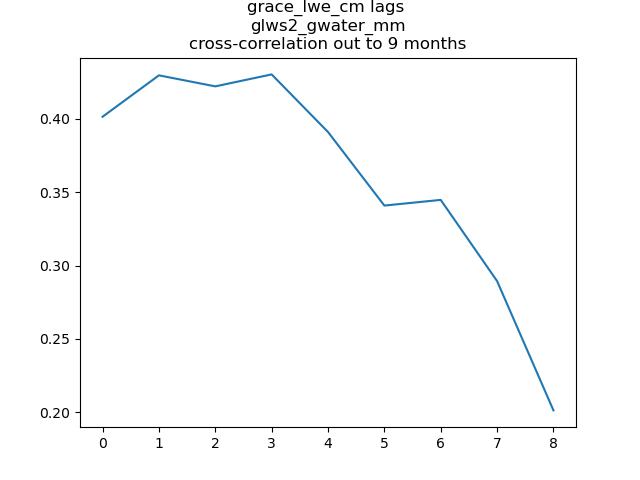 grace_lwe_cm lags
glws2_gwater_mm
cross-correlation out to 9 months
0.40
0.35
0.30
0.25
0.20
0 1 2 3 4 5 6 7 8